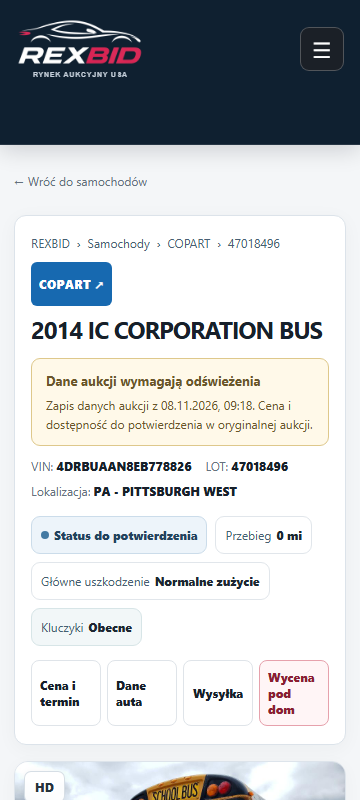 REXBID
RYNEK AUKCYJNY USA
← Wróć do samochodów
REXBID › Samochody › COPART › 47018496
COPART ↗
2014 IC CORPORATION BUS
Dane aukcji wymagają odświeżenia
Zapis danych aukcji z 08.11.2026, 09:18. Cena i
dostępność do potwierdzenia w oryginalnej aukcji.
VIN: 4DRBUAAN8EB778826 LOT: 47018496
Lokalizacja: PA - PITTSBURGH WEST
Status do potwierdzenia Przebieg 0 mi
Główne uszkodzenie Normalne zużycie
Kluczyki Obecne
Cena i
termin
Dane
auta
Wysyłka
Wycena
pod
dom
HD
SCHOOL BUS